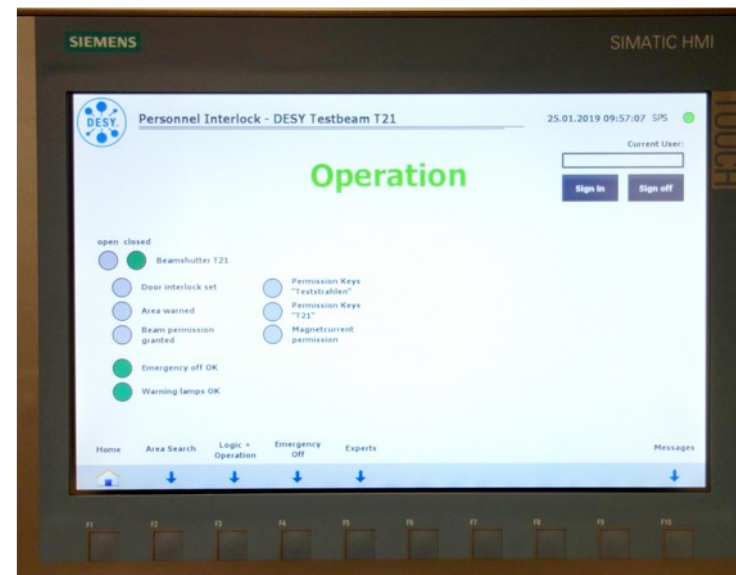 SIEMENS
SIMATIC HMI
TOUCH
DESY.
Personnel Interlock - DESY Testbeam T21
25.01.2019 09:57:07 SPS
Current User:
Operation
Sign in
Sign off
open closed
Beamshutter T21
Door interlock set
Permission Keys
"Teststrahlen"
Area warned
Permission Keys
"T21"
Beam permission
granted
Magnetcurrent
permission
Emergency off OK
Warning lamps OK
Home
Area Search
Logic +
Operation
Emergency
Off
Experts
Messages
F1
F2
F3
F4
F5
F6
F7
F8
F9
F10